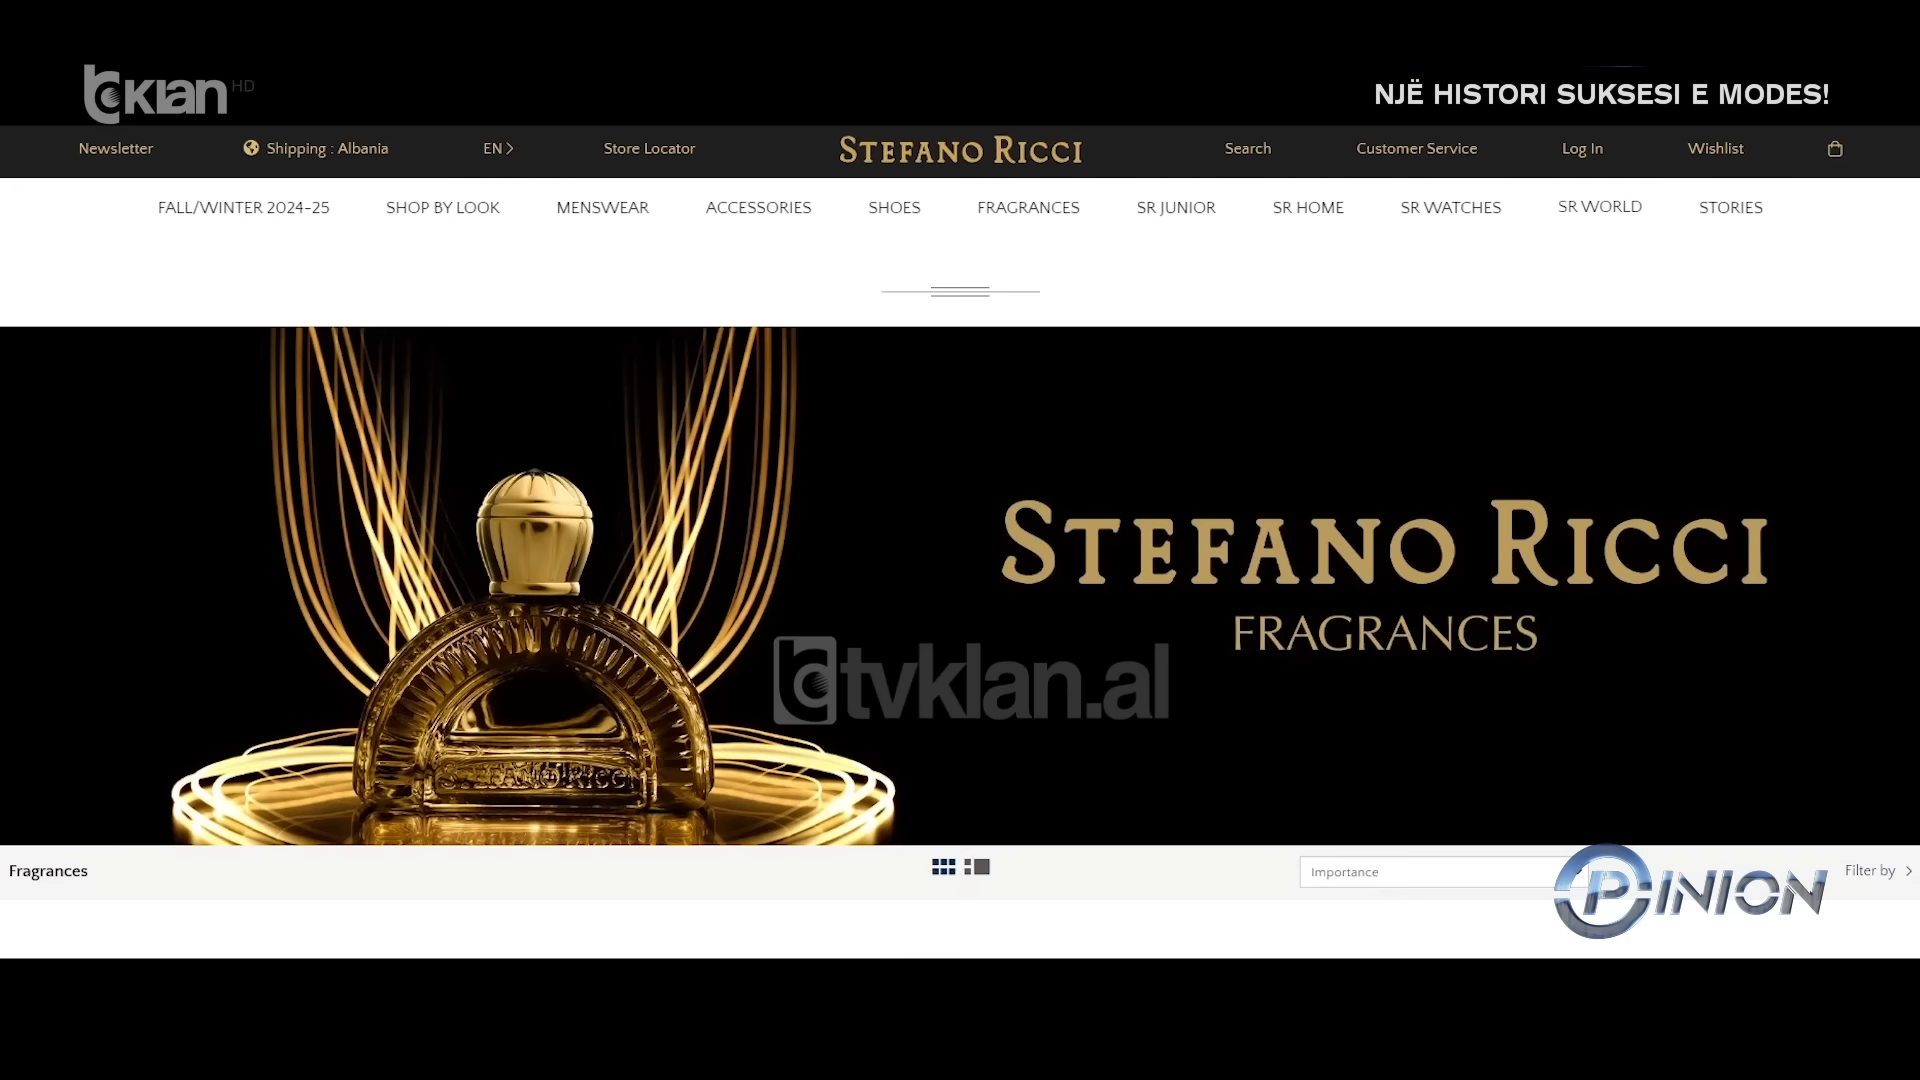 tvklan HD
NJË HISTORI SUKSESI E MODES!
Newsletter
Shipping : Albania
EN
Store Locator
STEFANO RICCI
Search
Customer Service
Log In
Wishlist
FALL/WINTER 2024-25
SHOP BY LOOK
MENSWEAR
ACCESSORIES
SHOES
FRAGRANCES
SR JUNIOR
SR HOME
SR WATCHES
SR WORLD
STORIES
STEFANO RICCI
FRAGRANCES
tvklan.al
STEFANO RICCI
Fragrances
Importance
OPINION
Filter by